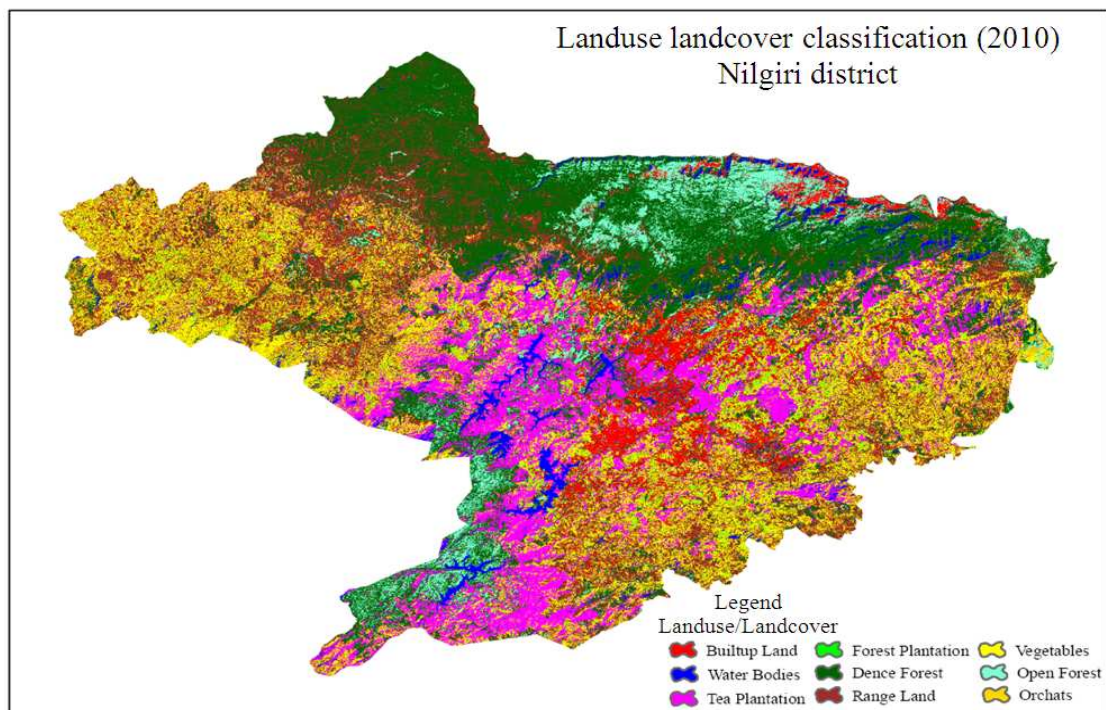 Landuse landcover classification (2010)
Nilgiri district
Legend
Landuse/Landcover
Builtup Land
Forest Plantation
Vegetables
Water Bodies
Dence Forest
Open Forest
Tea Plantation
Range Land
Orchats